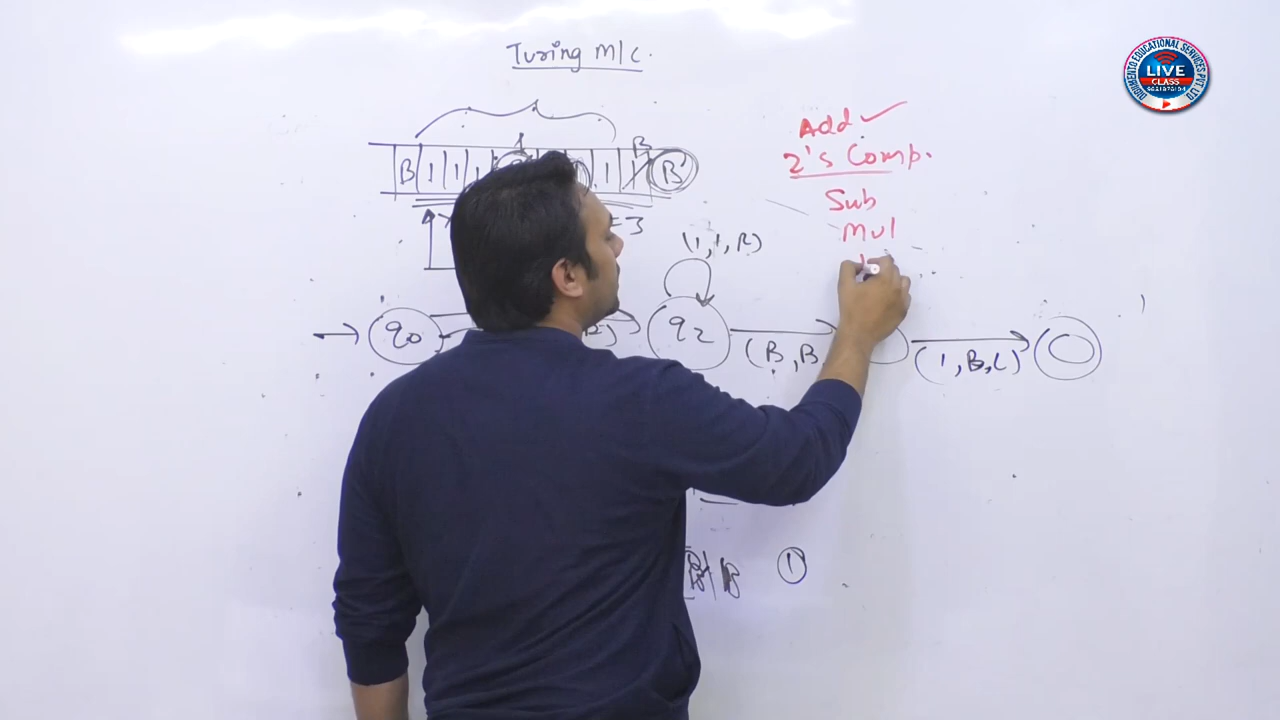 Turing M/C.
LIVE
CLASS
Add ✓
2's Comp.
Sub
Mul
B 1 1 1 1 1 B
= 3
(1, 1, R)
q0
q2
(B, B
(1, B, L)
B B 1